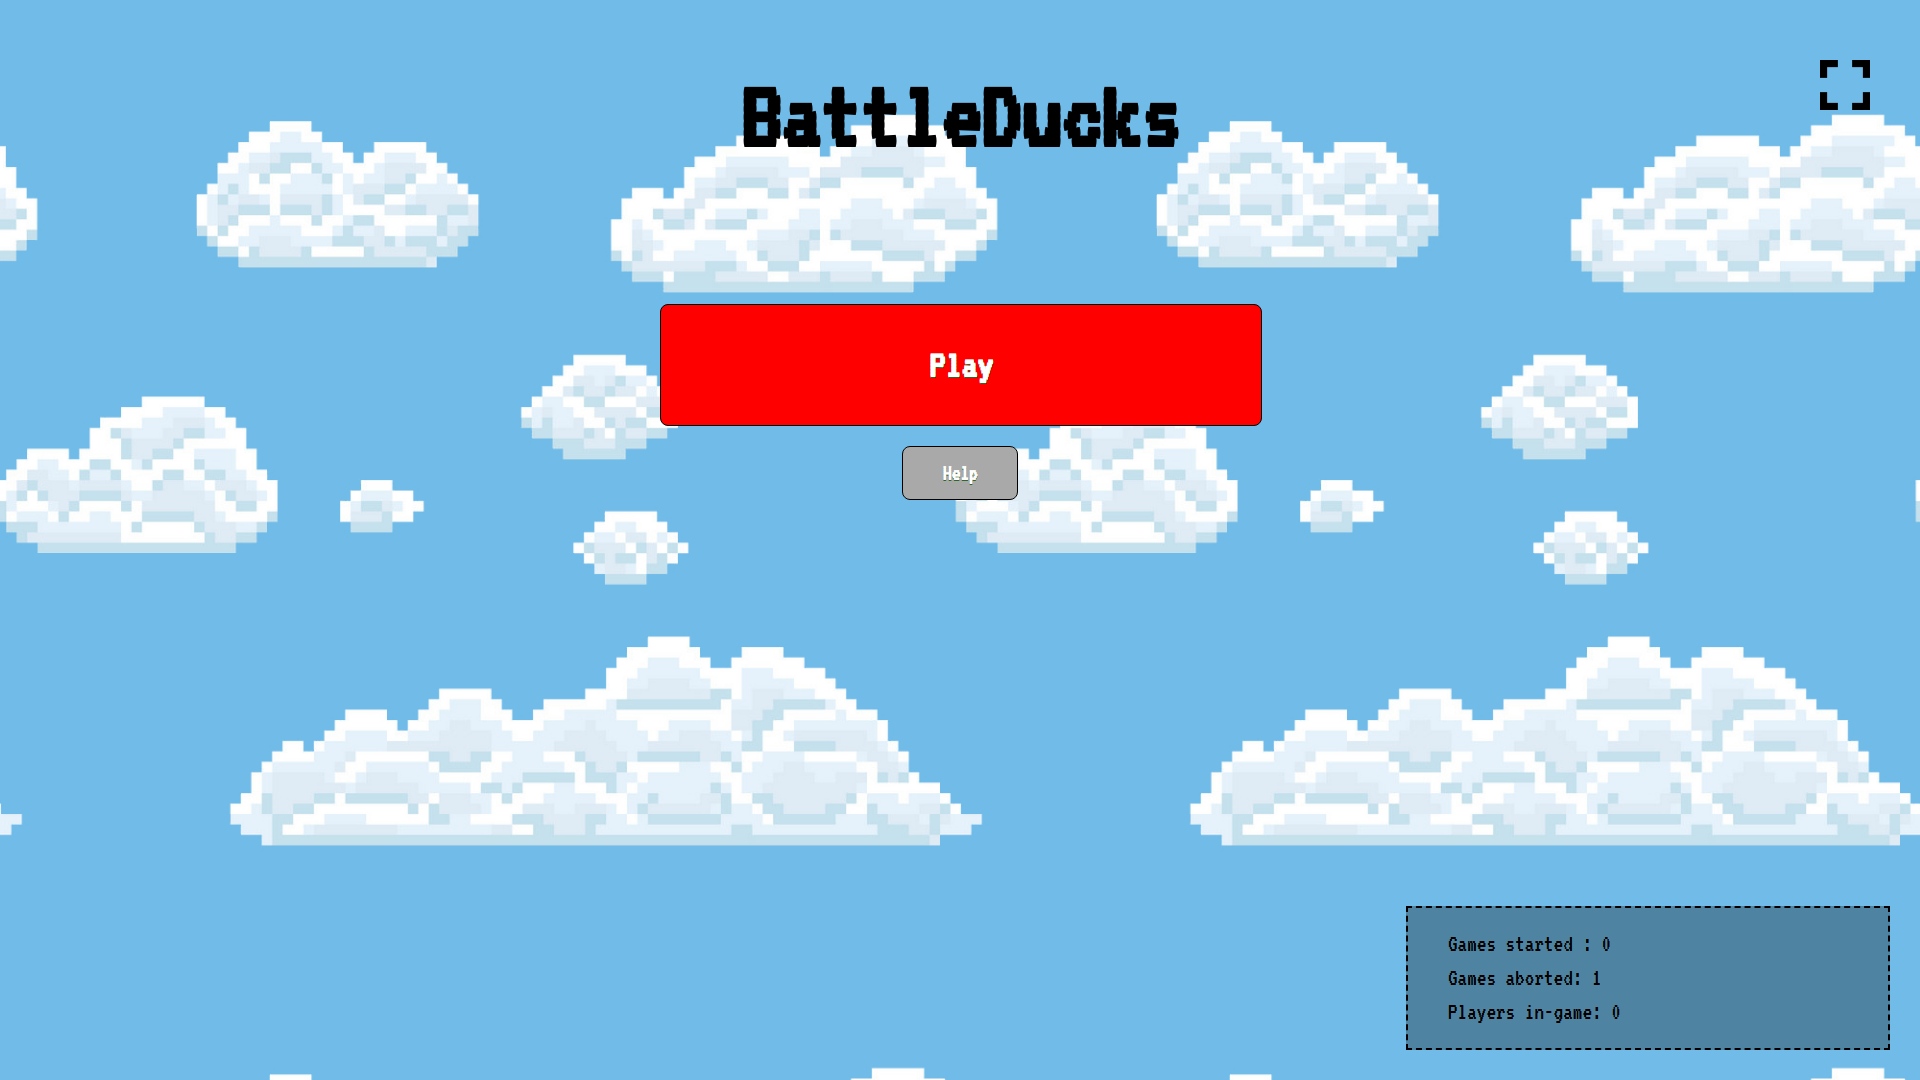 BattleDucks
Play
Help
Games started : 0
Games aborted: 1
Players in-game: 0